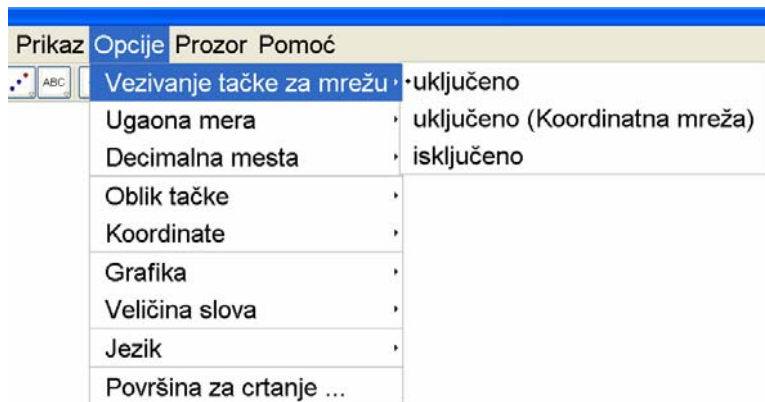 Prikaz Opcije Prozor Pomoć
ABC
Vezivanje tačke za mrežu
uključeno
Ugaona mera
uključeno (Koordinatna mreža)
Decimalna mesta
isključeno
Oblik tačke
Koordinate
Grafika
Veličina slova
Jezik
Površina za crtanje ...